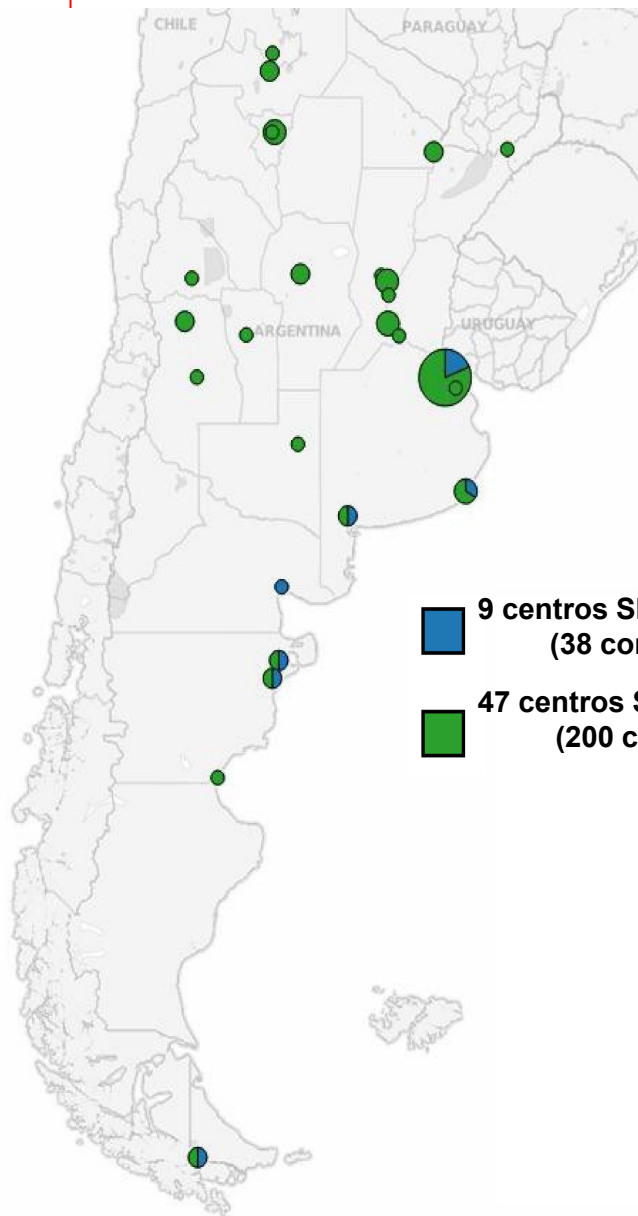 CHILE
PARAGUAY
ARGENTINA
URUGUAY
9 centros
(38
47 centros
(200